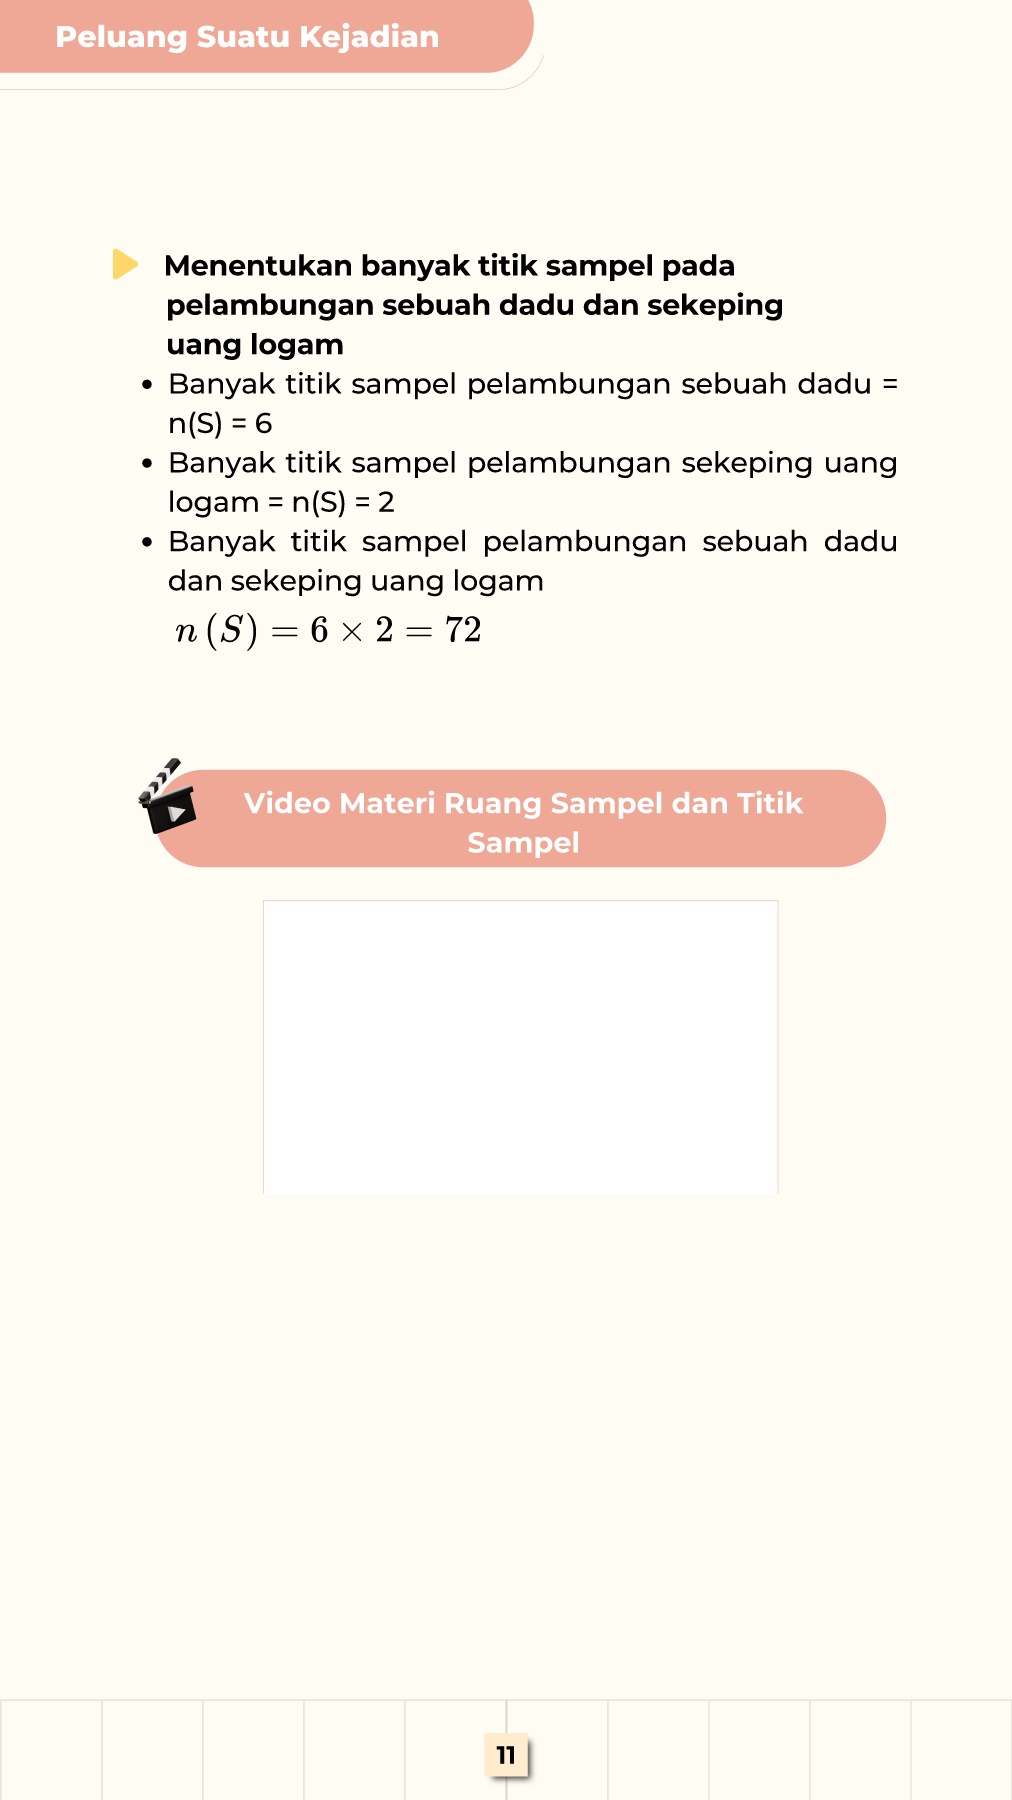 Peluang Suatu Kejadian
Menentukan banyak titik sampel pada
pelambungan sebuah dadu dan sekeping
uang logam
• Banyak titik sampel pelambungan sebuah dadu =
n(S) = 6
• Banyak titik sampel pelambungan sekeping uang
logam = n(S) = 2
• Banyak titik sampel pelambungan sebuah dadu
dan sekeping uang logam
n (S) = 6 × 2 = 72
Video Materi Ruang Sampel dan Titik
Sampel
11